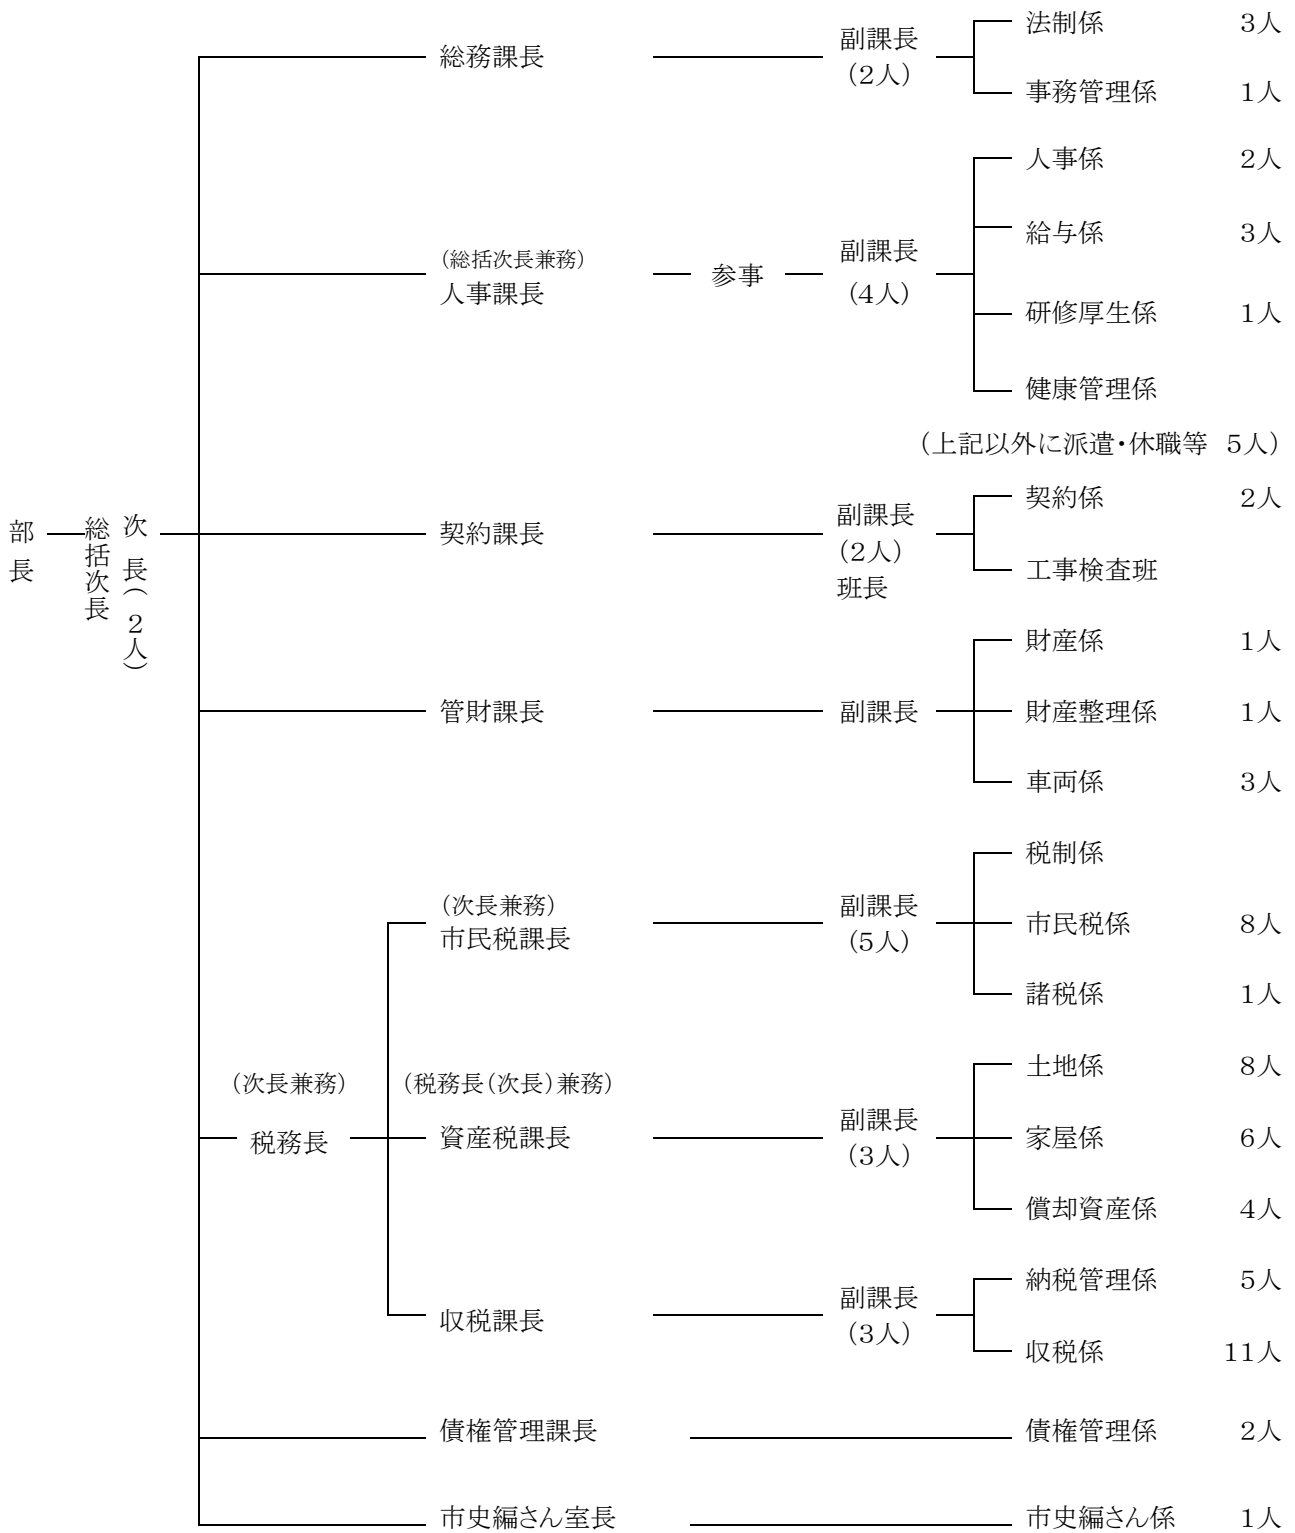 部長
総括次長
次長(2人)
総務課長
副課長
(2人)
法制係 3人
事務管理係 1人
(総括次長兼務)
人事課長
参事
副課長
(4人)
人事係 2人
給与係 3人
研修厚生係 1人
健康管理係
(上記以外に派遣・休職等 5人)
契約課長
副課長
(2人)
班長
契約係 2人
工事検査班
管財課長
副課長
財産係 1人
財産整理係 1人
車両係 3人
(次長兼務)
税務長
(次長兼務)
市民税課長
副課長
(5人)
税制係
市民税係 8人
諸税係 1人
(税務長(次長)兼務)
資産税課長
副課長
(3人)
土地係 8人
家屋係 6人
償却資産係 4人
収税課長
副課長
(3人)
納税管理係 5人
収税係 11人
債権管理課長
債権管理係 2人
市史編さん室長
市史編さん係 1人